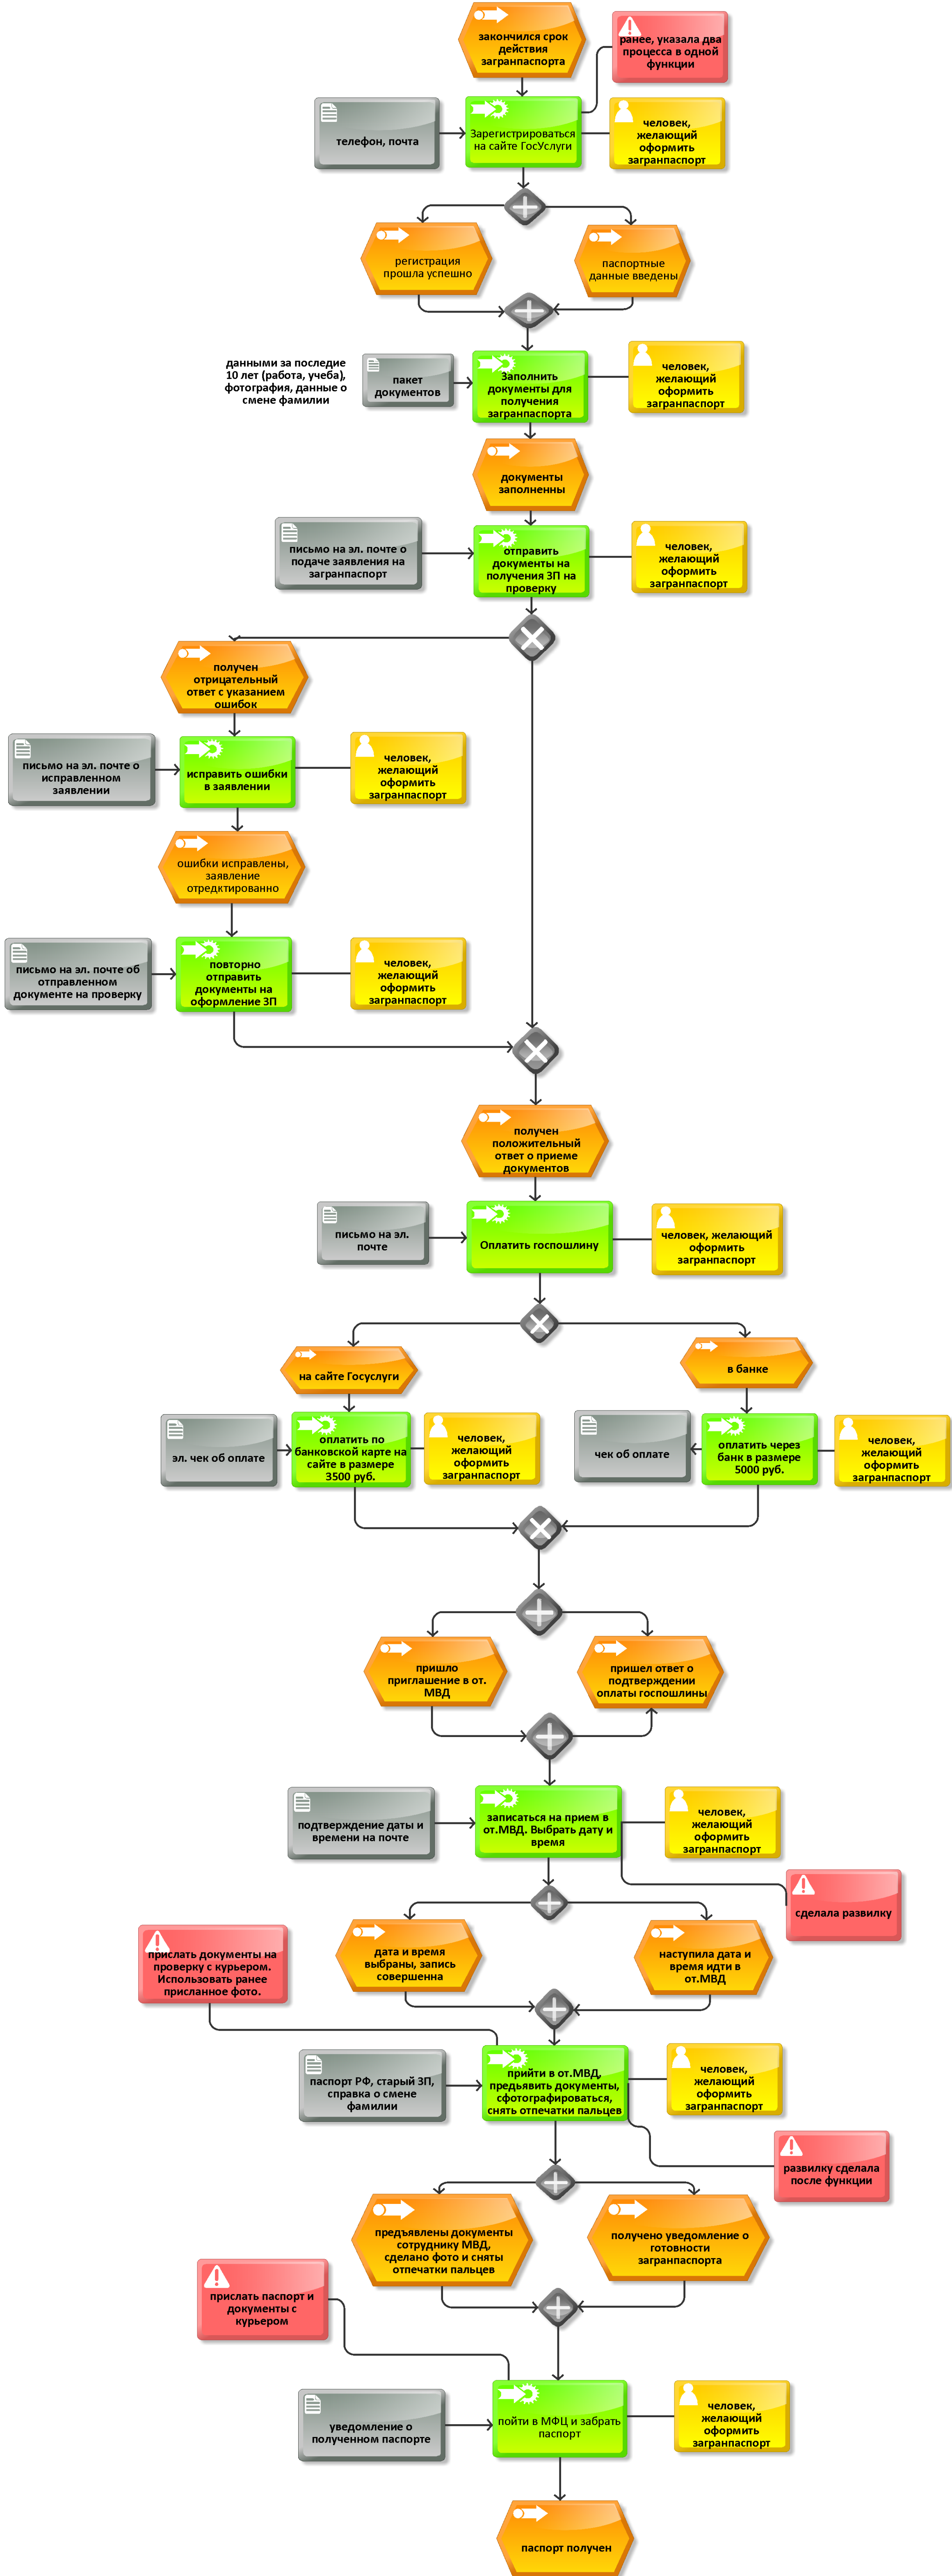 закончился срок
действия
загранпаспорта
ранее, указала два
процесса в одной
функции
телефон, почта
Зарегистрироваться
на сайте ГосУслуги
человек,
желающий
оформить
загранпаспорт
регистрация
прошла успешно
паспортные
данные введены
данными за последие
10 лет (работа, учеба),
фотография, данные о
смене фамилии
пакет
документов
Заполнить
документы для
получения
загранпаспорта
человек,
желающий
оформить
загранпаспорт
документы
заполненны
письмо на эл. почте о
подаче заявления на
загранпаспорт
отправить
документы на
получения ЗП на
проверку
человек,
желающий
оформить
загранпаспорт
получен
отрицательный
ответ с указанием
ошибок
письмо на эл. почте о
исправленном
заявлении
исправить ошибки
в заявлении
человек,
желающий
оформить
загранпаспорт
ошибки исправлены,
заявление
отредктированно
письмо на эл. почте об
отправленном
документе на проверку
повторно
отправить
документы на
оформление ЗП
человек,
желающий
оформить
загранпаспорт
получен
положительный
ответ о приеме
документов
письмо на эл.
почте
Оплатить госпошлину
человек, желающий
оформить
загранпаспорт
на сайте Госуслуги
в банке
эл. чек об оплате
оплатить по
банковской карте на
сайте в размере
3500 руб.
человек,
желающий
оформить
загранпаспорт
чек об оплате
оплатить через
банк в размере
5000 руб.
человек,
желающий
оформить
загранпаспорт
пришло
приглашение в от.
МВД
пришел ответ о
подтверждении
оплаты госпошлины
подтверждение даты и
времени на почте
записаться на прием в
от.МВД. Выбрать дату и
время
человек,
желающий
оформить
загранпаспорт
сделала развилку
дата и время
выбраны, запись
совершенна
наступила дата и
время идти в
от.МВД
прислать документы на
проверку с курьером.
Использовать ранее
присланное фото.
паспорт РФ, старый ЗП,
справка о смене
фамилии
прийти в от.МВД,
предьявить документы,
сфотографироваться,
снять отпечатки пальцев
человек,
желающий
оформить
загранпаспорт
развилку сделала
после функции
предъявлены документы
сотруднику МВД,
сделано фото и сняты
отпечатки пальцев
получено уведомление о
готовности
загранпаспорта
прислать паспорт и
документы с
курьером
уведомление о
полученном паспорте
пойти в МФЦ и забрать
паспорт
человек,
желающий
оформить
загранпаспорт
паспорт получен